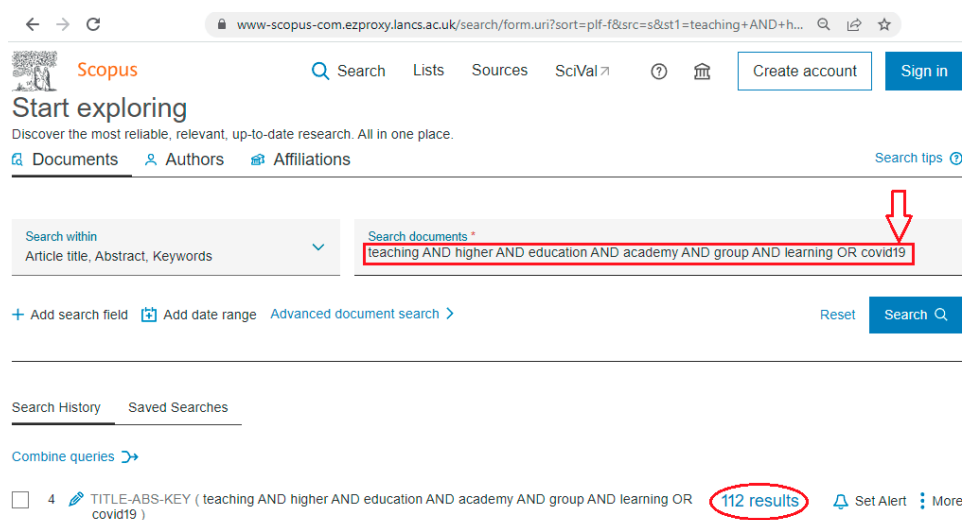 www-scopus-com.ezproxy.lancs.ac.uk/search/form.uri?sort=plf-f&src=s&st1=teaching+AND+h...
Scopus
Search Lists Sources SciVal Create account Sign in
Start exploring
Discover the most reliable, relevant, up-to-date research. All in one place.
Documents Authors Affiliations Search tips
Search within
Article title, Abstract, Keywords
Search documents *
teaching AND higher AND education AND academy AND group AND learning OR covid19
+ Add search field Add date range Advanced document search > Reset Search
Search History Saved Searches
Combine queries
4 TITLE-ABS-KEY ( teaching AND higher AND education AND academy AND group AND learning OR
covid19 )
112 results Set Alert More